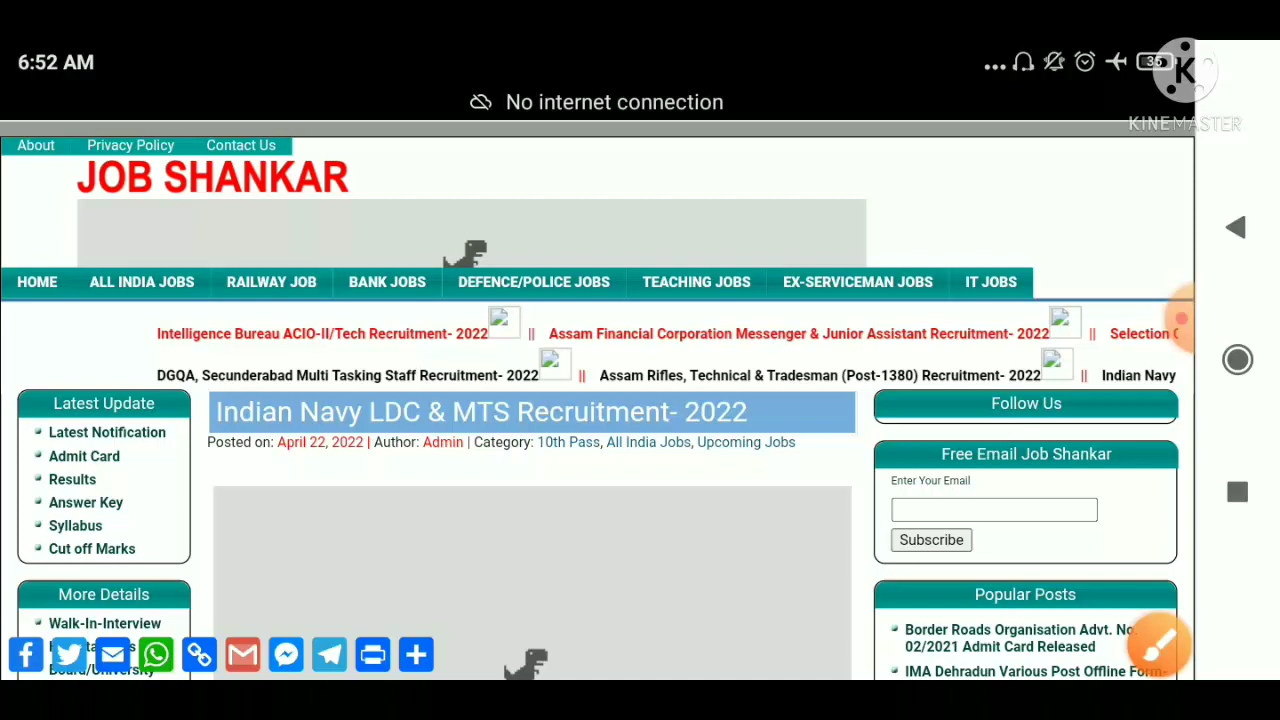 6:52 AM
35
K
KINEMASTER
No internet connection
About Privacy Policy Contact Us
JOB SHANKAR
HOME ALL INDIA JOBS RAILWAY JOB BANK JOBS DEFENCE/POLICE JOBS TEACHING JOBS EX-SERVICEMAN JOBS IT JOBS
Intelligence Bureau ACIO-II/Tech Recruitment- 2022 || Assam Financial Corporation Messenger & Junior Assistant Recruitment- 2022 || Selection
DGQA, Secunderabad Multi Tasking Staff Recruitment- 2022 || Assam Rifles, Technical & Tradesman (Post-1380) Recruitment- 2022 || Indian Navy
Latest Update
Latest Notification
Admit Card
Results
Answer Key
Syllabus
Cut off Marks
More Details
Walk-In-Interview
Board/University
Indian Navy LDC & MTS Recruitment- 2022
Posted on: April 22, 2022 | Author: Admin | Category: 10th Pass, All India Jobs, Upcoming Jobs
Follow Us
Free Email Job Shankar
Enter Your Email
Subscribe
Popular Posts
Border Roads Organisation Advt. No.
02/2021 Admit Card Released
IMA Dehradun Various Post Offline Form-